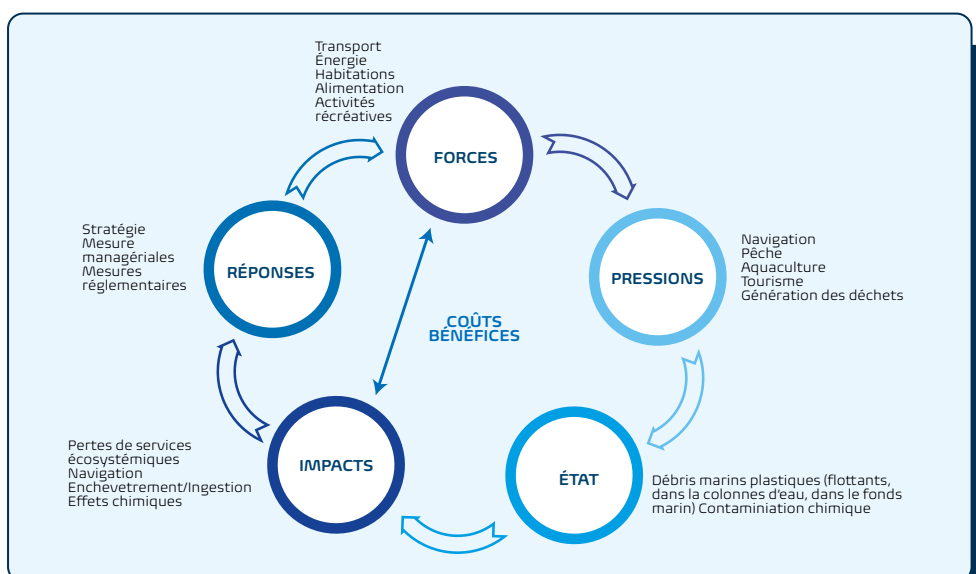 Transport
Énergie
Habitations
Alimentation
Activités
récréatives
FORCES
Navigation
Pêche
Aquaculture
Tourisme
Génération des déchets
PRESSIONS
Débris marins plastiques (flottants,
dans la colonnes d'eau, dans le fonds
marin) Contaminiation chimique
ÉTAT
Pertes de services
écosystémiques
Navigation
Enchevetrement/Ingestion
Effets chimiques
IMPACTS
Stratégie
Mesure
managériales
Mesures
réglementaires
RÉPONSES
COÛTS
BÉNÉFICES